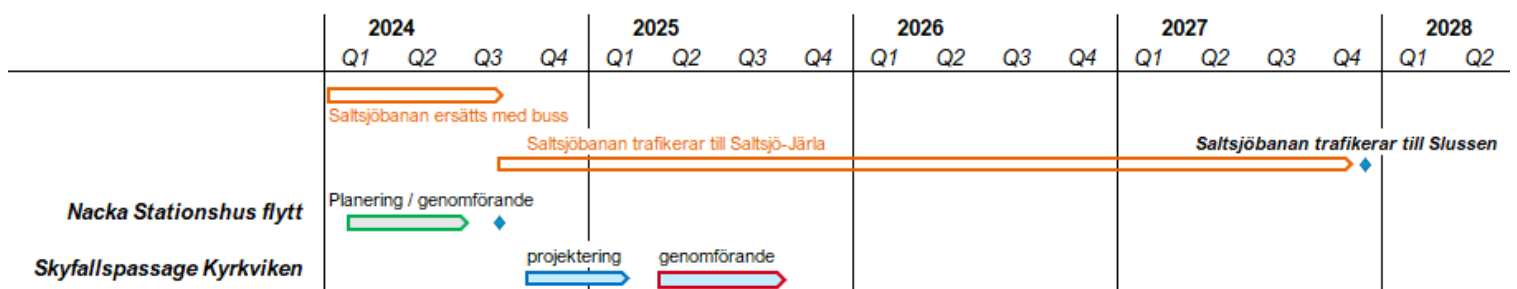 2024 2025 2026 2027 2028
Q1 Q2 Q3 Q4 Q1 Q2 Q3 Q4 Q1 Q2 Q3 Q4 Q1 Q2 Q3 Q4 Q1 Q2
Saltsjöbanan ersätts med buss
Saltsjöbanan trafikerar till Saltsjö-Järla
Saltsjöbanan trafikerar till Slussen
Planering / genomförande
Nacka Stationshus flytt
projektering genomförande
Skyfallspassage Kyrkviken